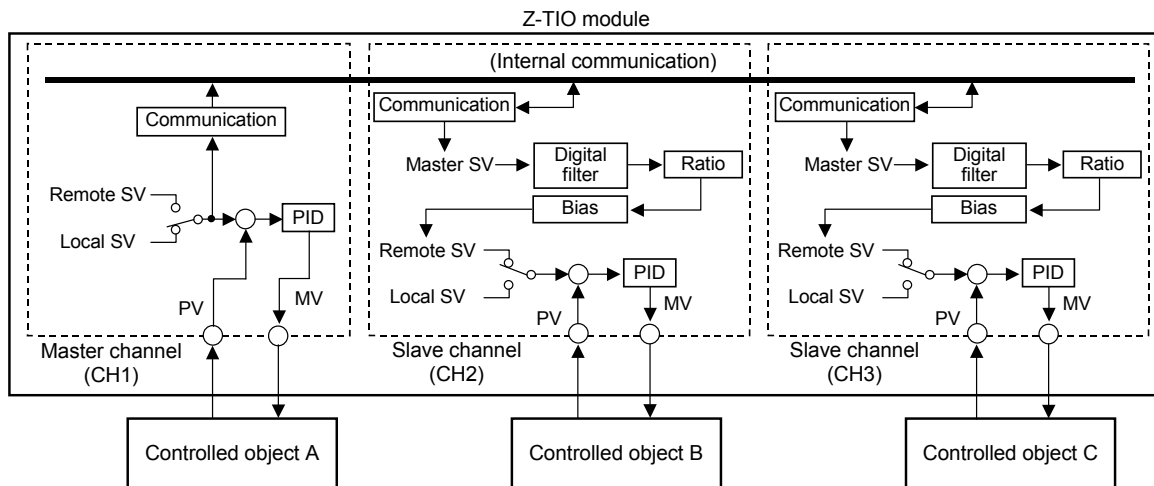 Z-TIO module
(Internal communication)
Communication
Remote SV
Local SV
PID
PV
MV
Master channel
(CH1)
Communication
Master SV
Digital
filter
Ratio
Bias
Remote SV
Local SV
PID
PV
MV
Slave channel
(CH2)
Communication
Master SV
Digital
filter
Ratio
Bias
Remote SV
Local SV
PID
PV
MV
Slave channel
(CH3)
Controlled object A
Controlled object B
Controlled object C